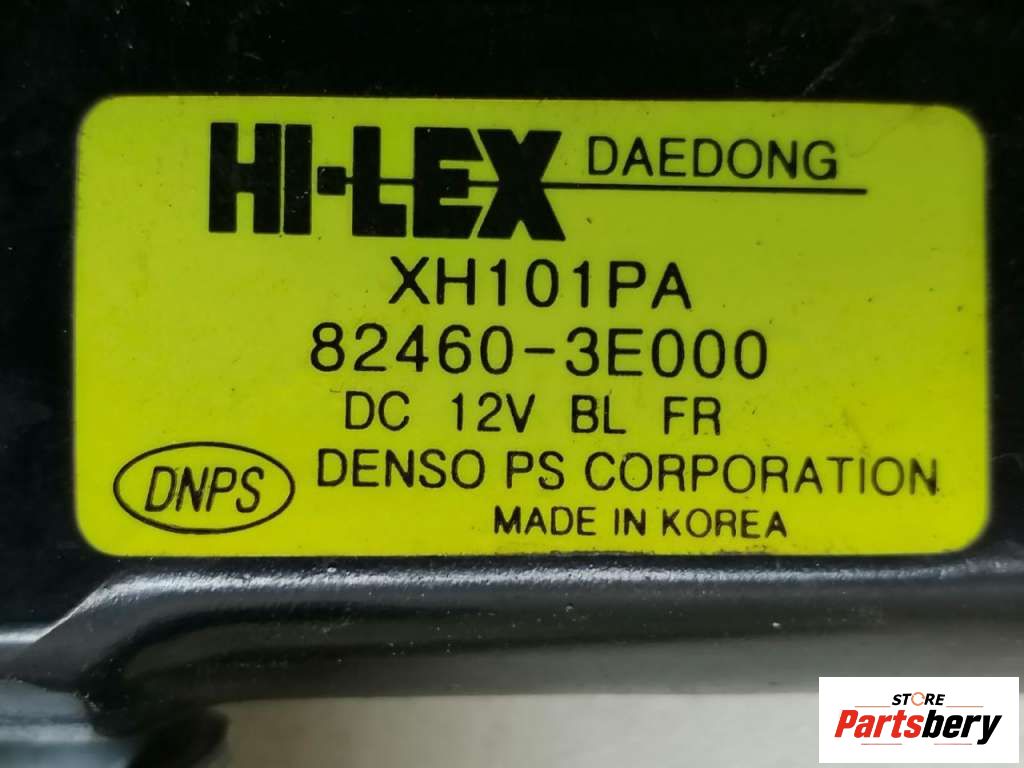 HI-LEX DAEDONG
XH101PA
82460-3E000
DC 12V BL FR
DNPS DENSO PS CORPORATION
MADE IN KOREA
STORE
Partsbery